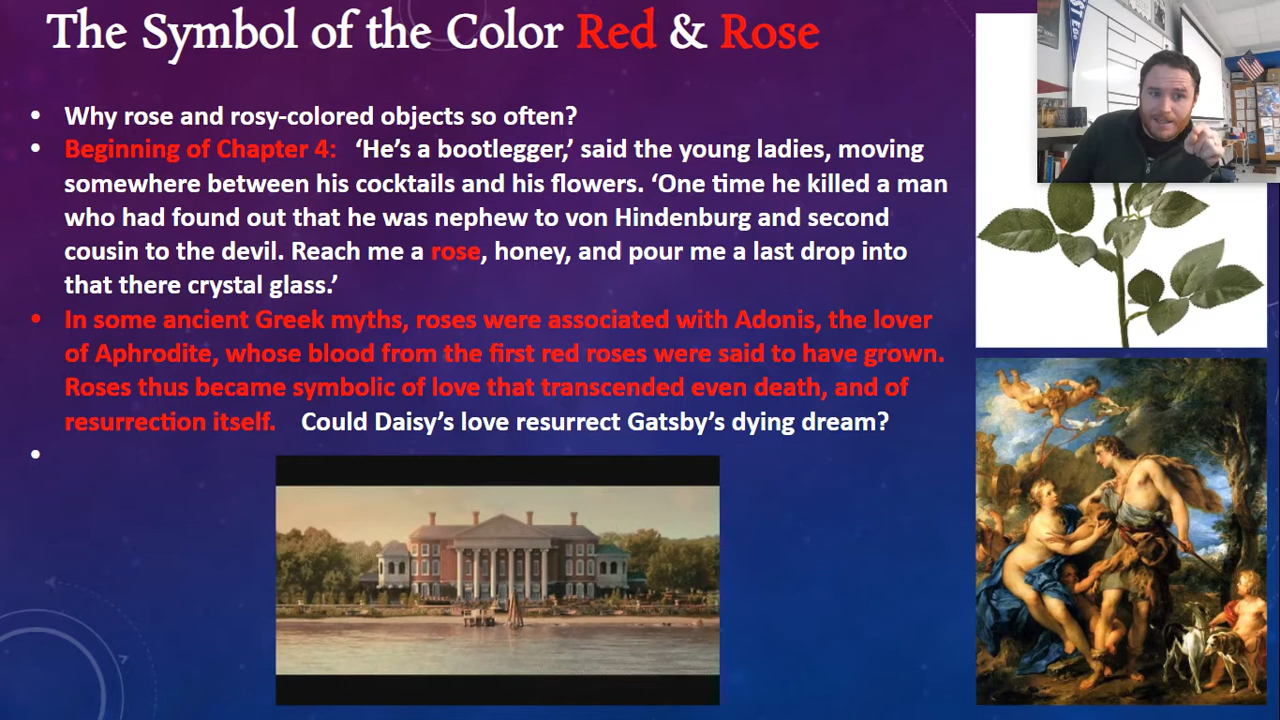 The Symbol of the Color Red & Rose
• Why rose and rosy-colored objects so often?
• Beginning of Chapter 4: ‘He’s a bootlegger,’ said the young ladies, moving
somewhere between his cocktails and his flowers. ‘One time he killed a man
who had found out that he was nephew to von Hindenburg and second
cousin to the devil. Reach me a rose, honey, and pour me a last drop into
that there crystal glass.’
• In some ancient Greek myths, roses were associated with Adonis, the lover
of Aphrodite, whose blood from the first red roses were said to have grown.
Roses thus became symbolic of love that transcended even death, and of
resurrection itself. Could Daisy’s love resurrect Gatsby’s dying dream?
•